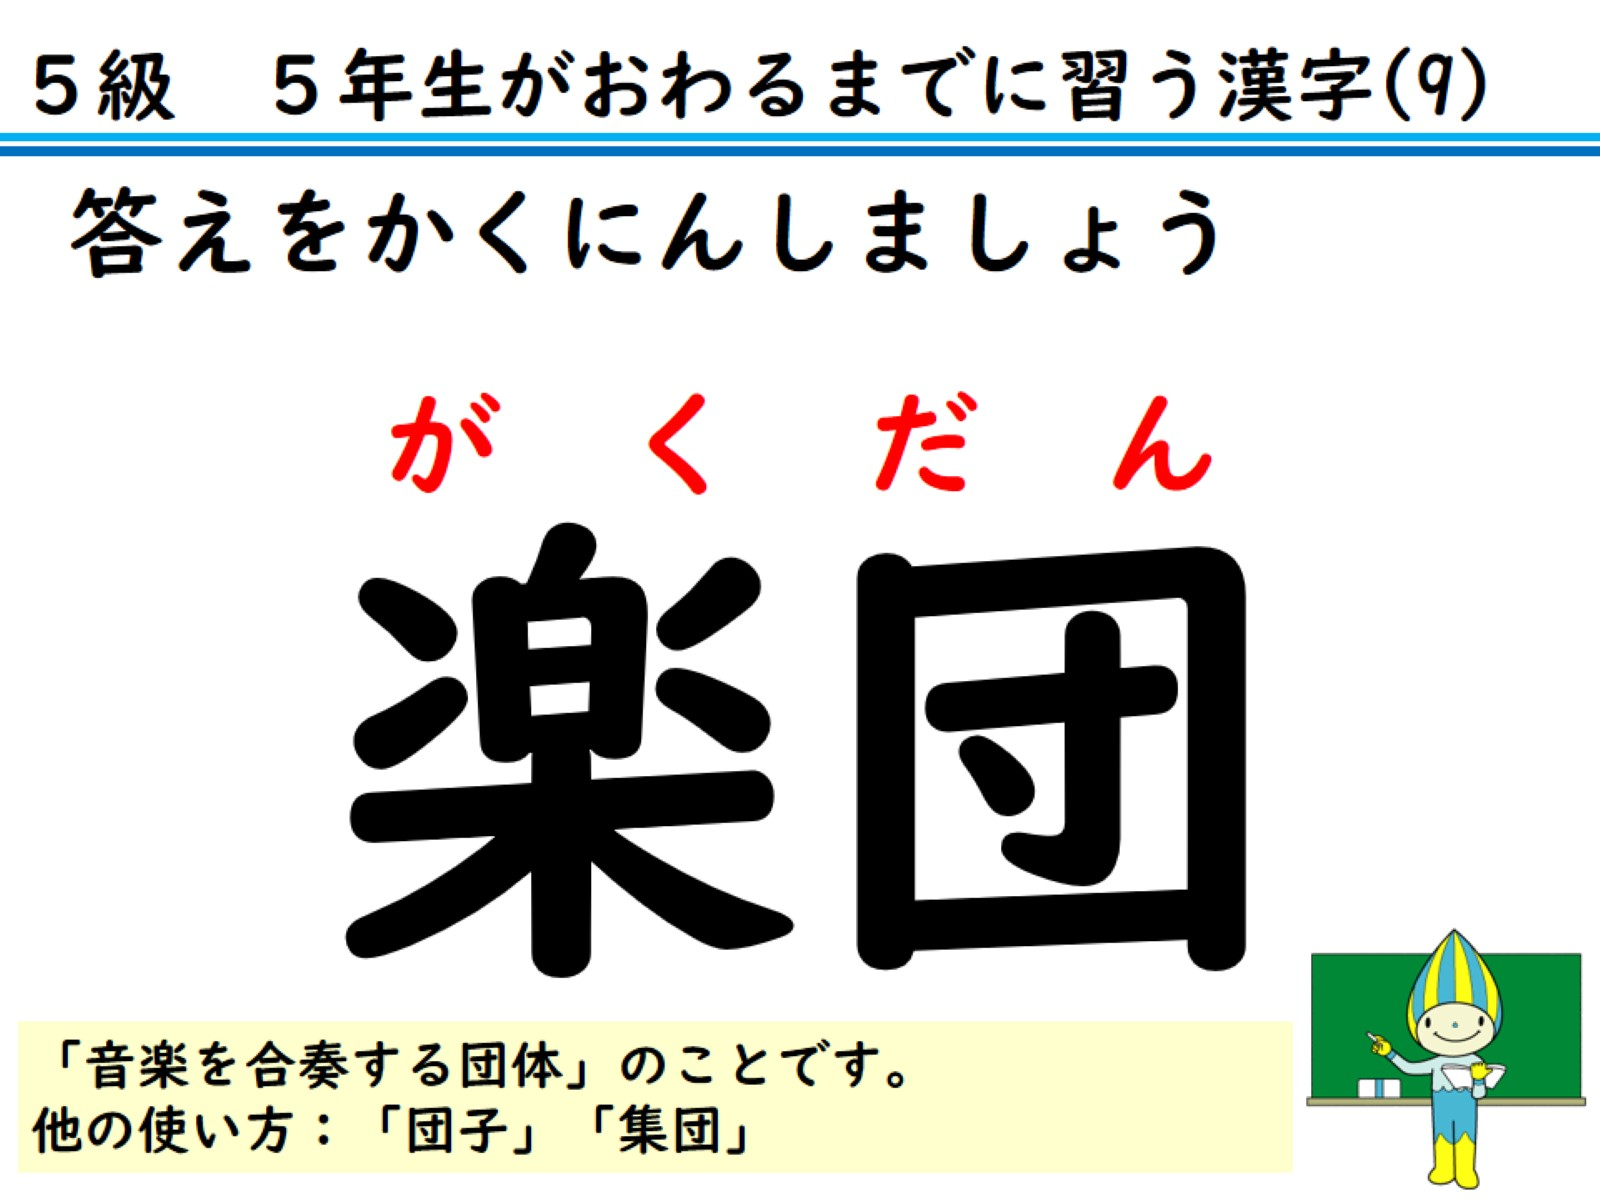 ５級　５年生がおわるまでに習う漢字(９)
答えをかくにんしましょう
がくだん
楽団
「音楽を合奏する団体」のことです。
他の使い方：「団子」「集団」